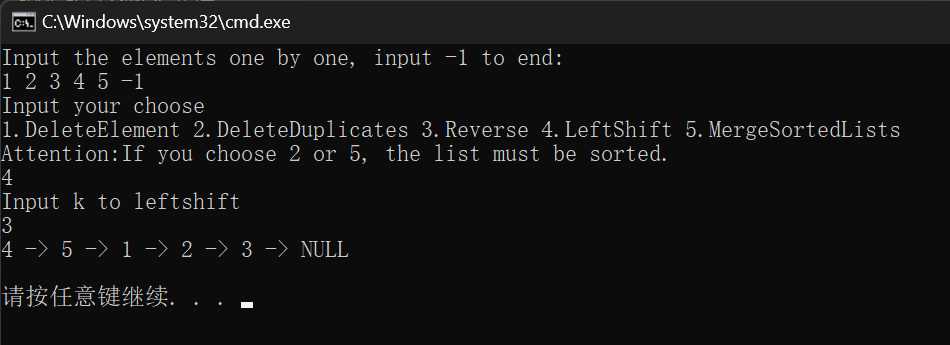 C:\Windows\system32\cmd.exe
Input the elements one by one, input -1 to end:
1 2 3 4 5 -1
Input your choose
1.DeleteElement 2.DeleteDuplicates 3.Reverse 4.LeftShift 5.MergeSortedLists
Attention:If you choose 2 or 5, the list must be sorted.
4
Input k to leftshift
3
4 -> 5 -> 1 -> 2 -> 3 -> NULL
请按任意键继续. . .